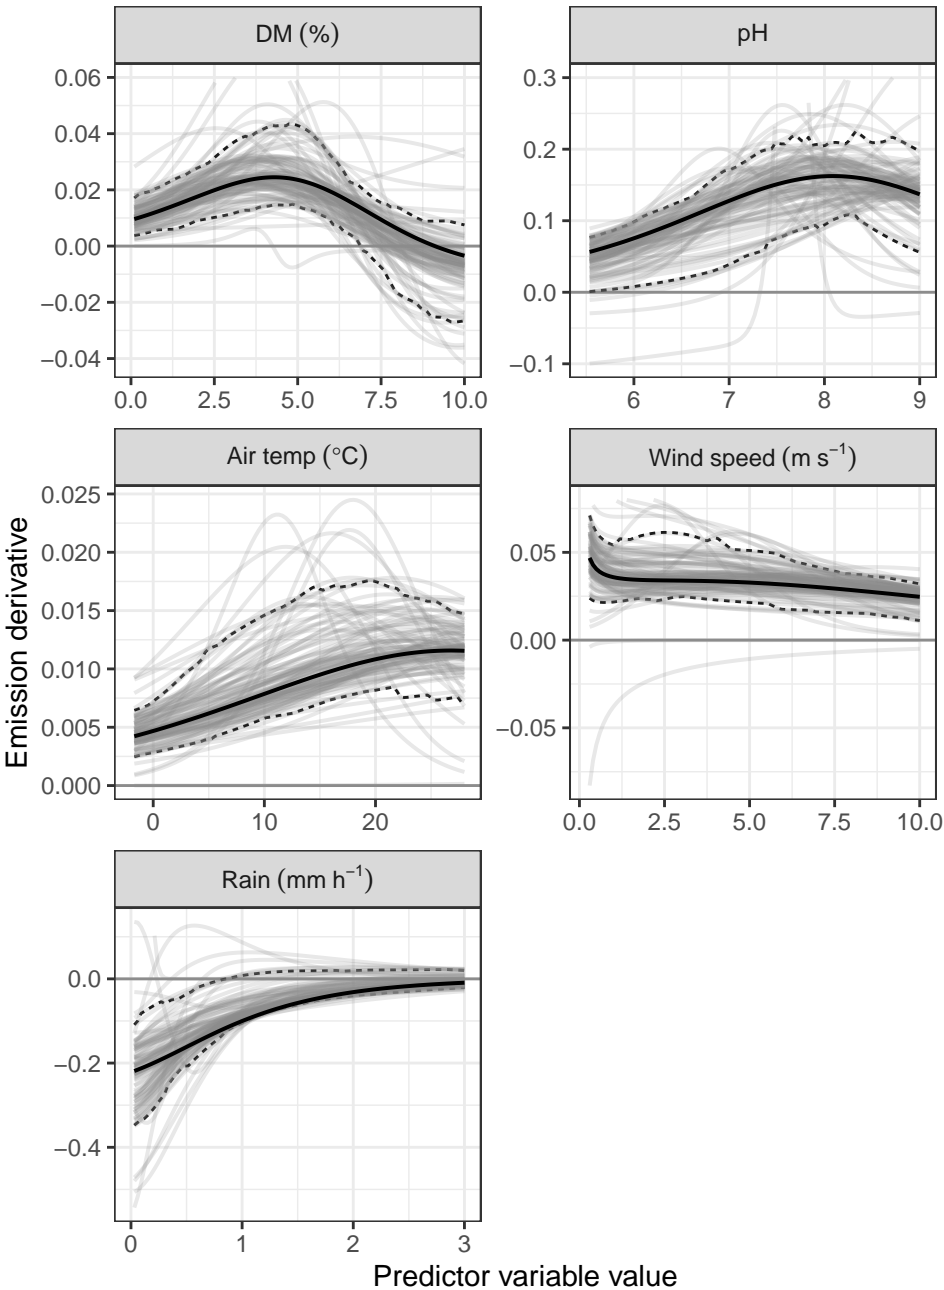 DM (%)
pH
0.06
0.04
0.02
0.00
−0.02
−0.04
0.3
0.2
0.1
0.0
−0.1
0.0 2.5 5.0 7.5 10.0
6 7 8 9
Air temp (°C)
Wind speed (m s⁻¹)
0.025
0.020
0.015
0.010
0.005
0.000
0.05
0.00
−0.05
0 10 20
0.0 2.5 5.0 7.5 10.0
Emission derivative
Rain (mm h⁻¹)
0.0
−0.2
−0.4
0 1 2 3
Predictor variable value